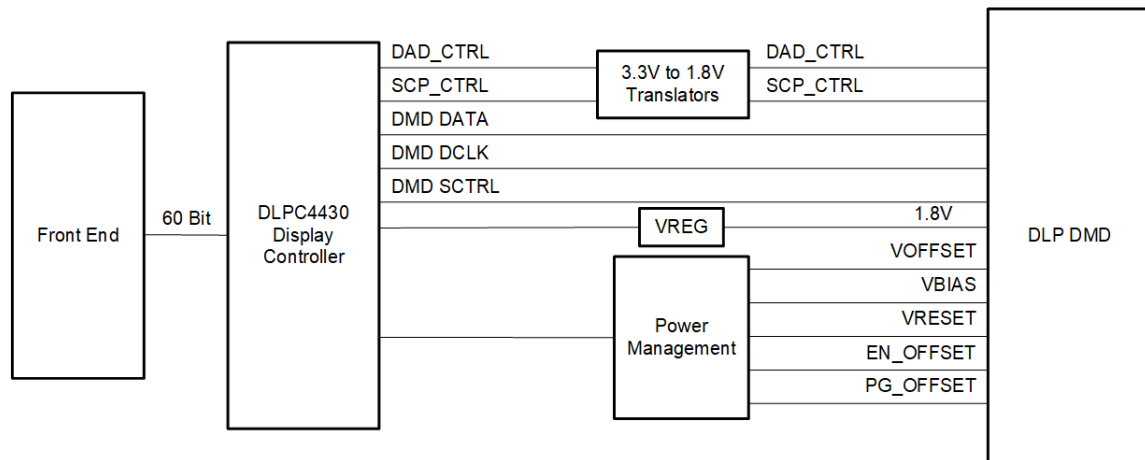 DAD_CTRL
DAD_CTRL
3.3V to 1.8V
Translators
SCP_CTRL
SCP_CTRL
DMD DATA
DMD DCLK
DMD SCTRL
60 Bit
Front End
DLPC4430
Display
Controller
VREG
1.8V
DLP DMD
VOFFSET
VBIAS
VRESET
Power
Management
EN_OFFSET
PG_OFFSET